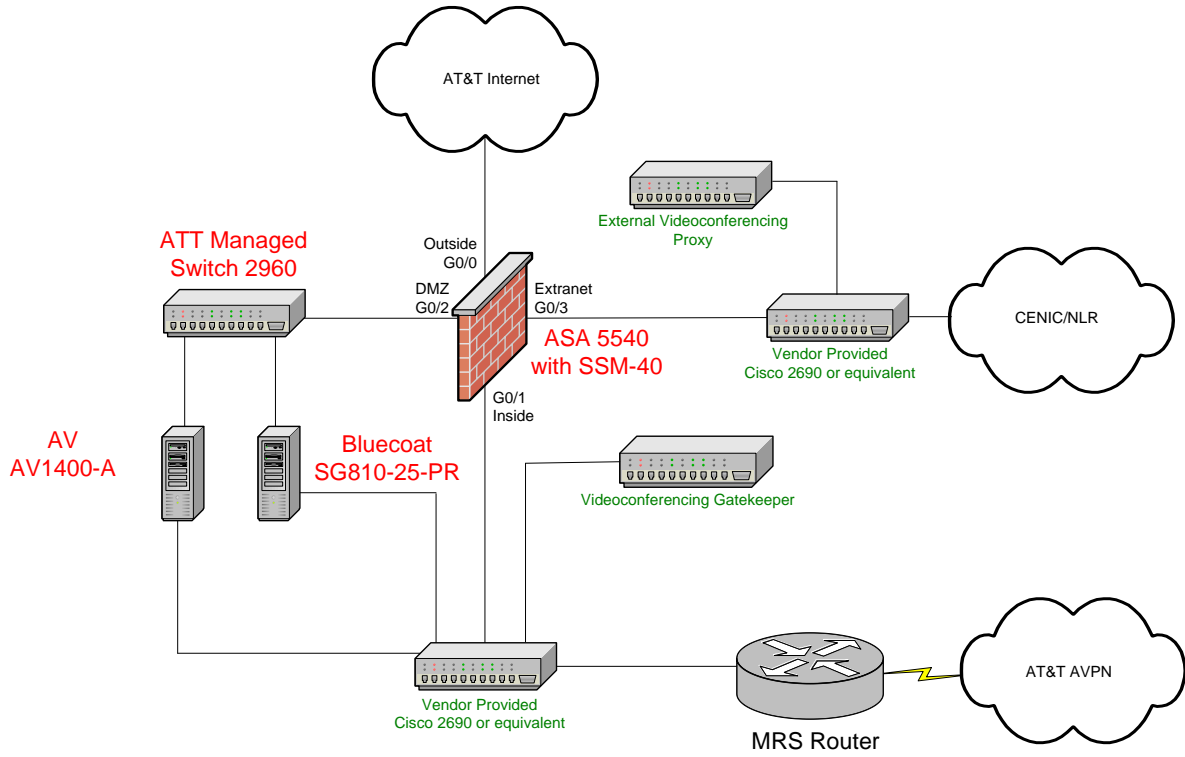 AT&T Internet
External Videoconferencing
Proxy
ATT Managed
Switch 2960
Outside
G0/0
DMZ
G0/2
Extranet
G0/3
ASA 5540
with SSM-40
CENIC/NLR
Vendor Provided
Cisco 2690 or equivalent
G0/1
Inside
AV
AV1400-A
Bluecoat
SG810-25-PR
Videoconferencing Gatekeeper
AT&T AVPN
Vendor Provided
Cisco 2690 or equivalent
MRS Router